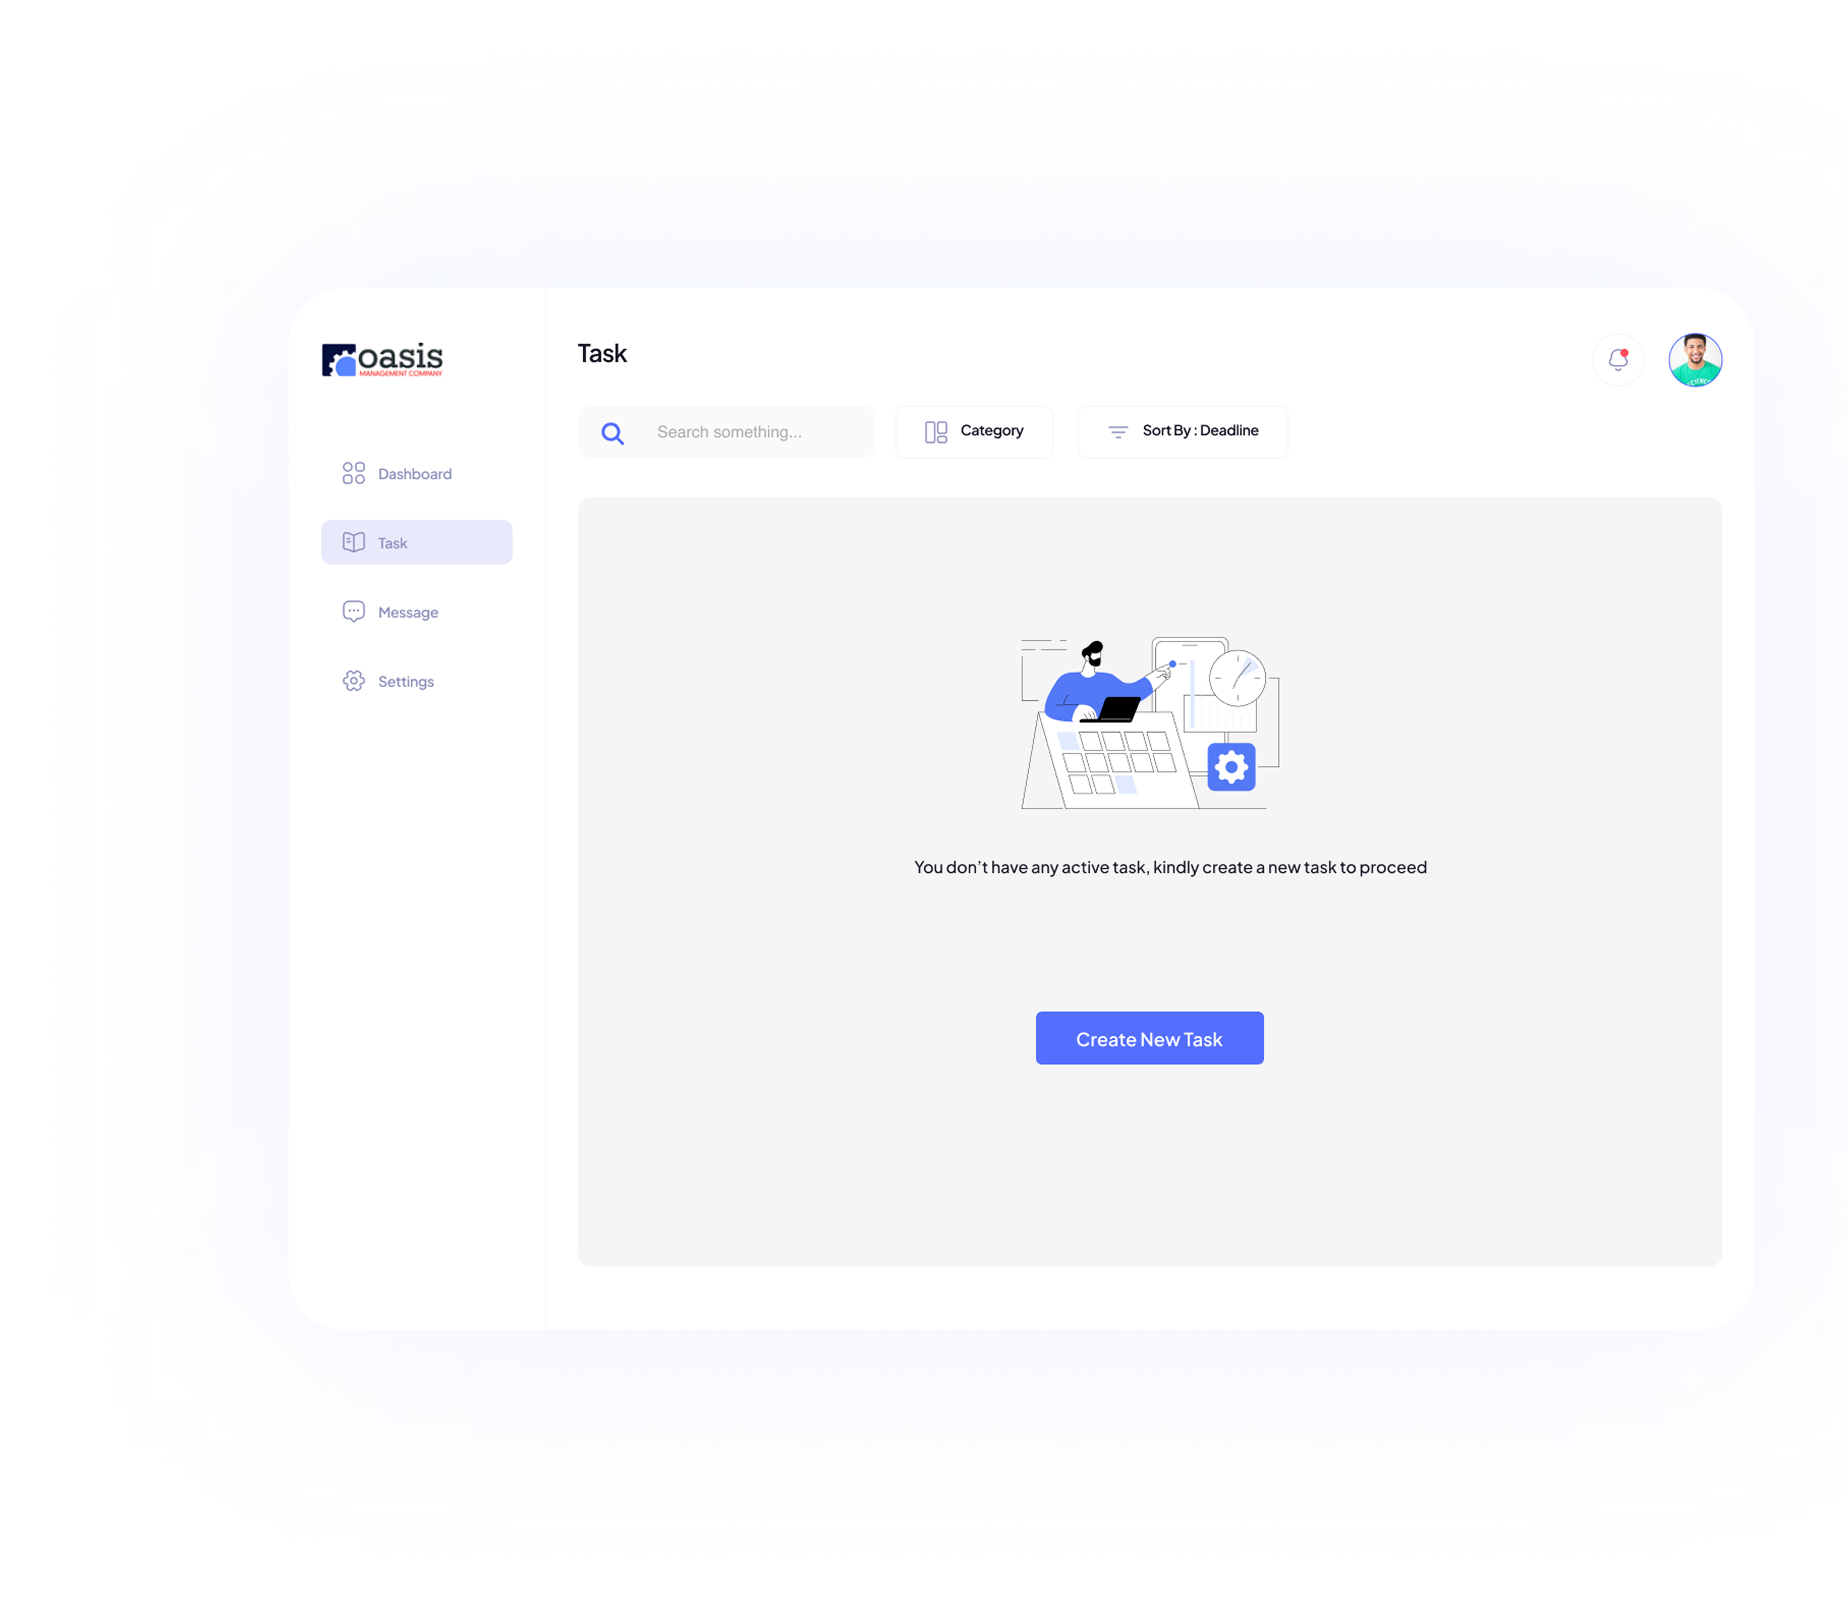 oasis
MANAGEMENT COMPANY
Dashboard
Task
Message
Settings
Task
Search something...
Category
Sort By : Deadline
You don’t have any active task, kindly create a new task to proceed
Create New Task